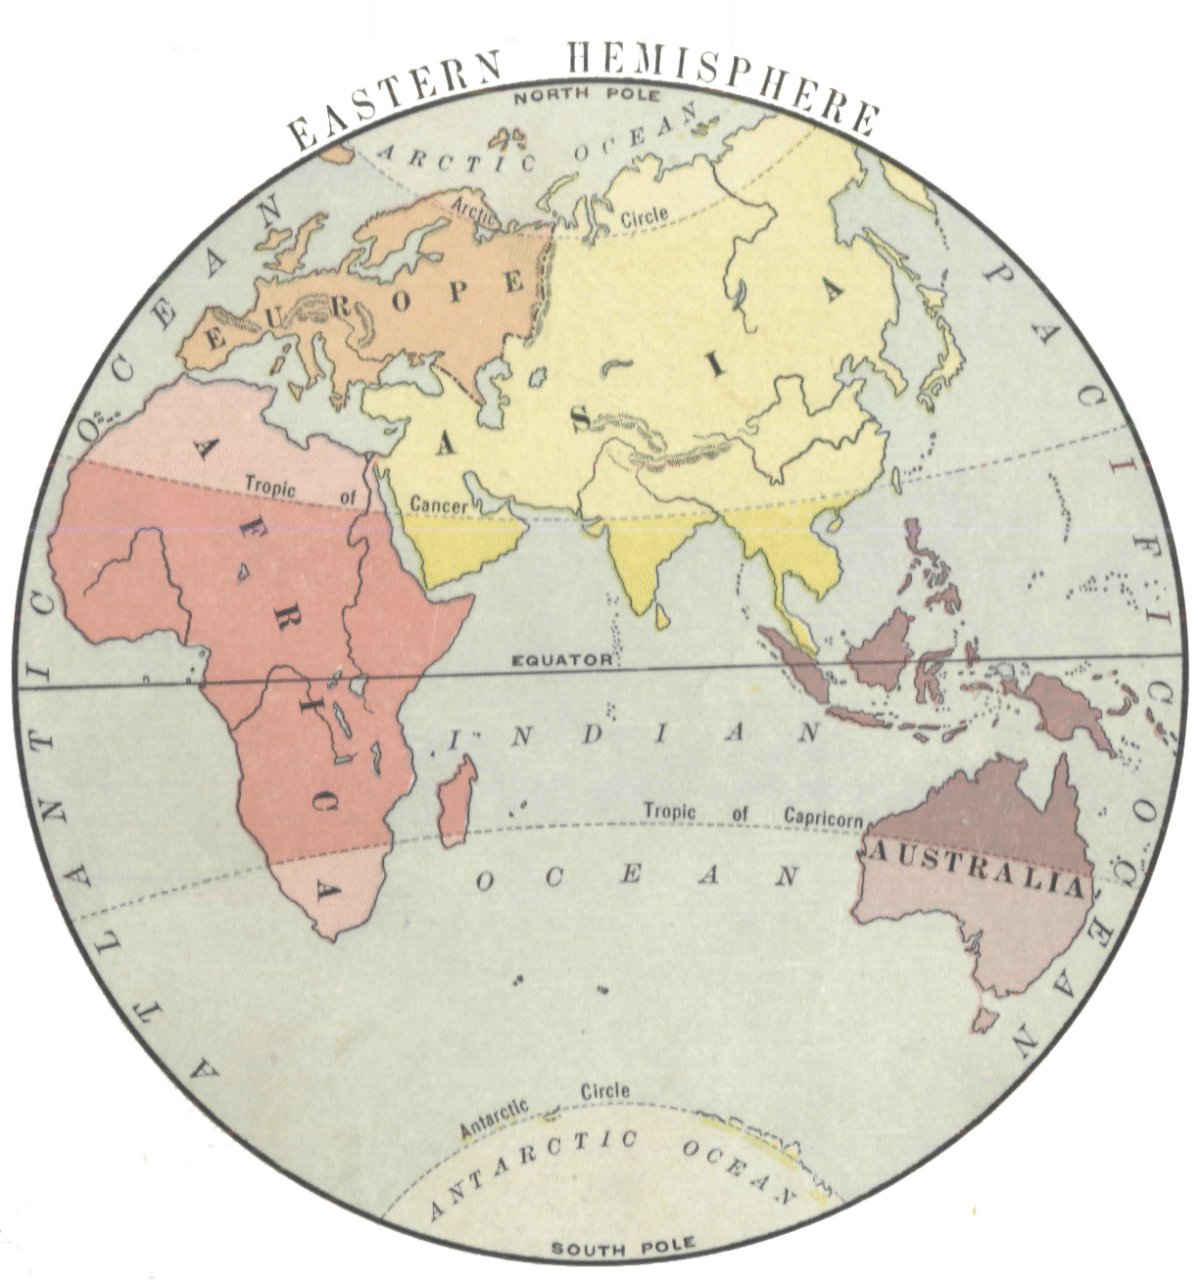 EASTERN HEMISPHERE
NORTH POLE
ARCTIC OCEAN
Arctic Circle
EUROPE
ASIA
ATLANTIC OCEAN
PACIFIC OCEAN
AFRICA
Tropic of Cancer
EQUATOR
INDIAN
OCEAN
Tropic of Capricorn
AUSTRALIA
Antarctic Circle
ANTARCTIC OCEAN
SOUTH POLE